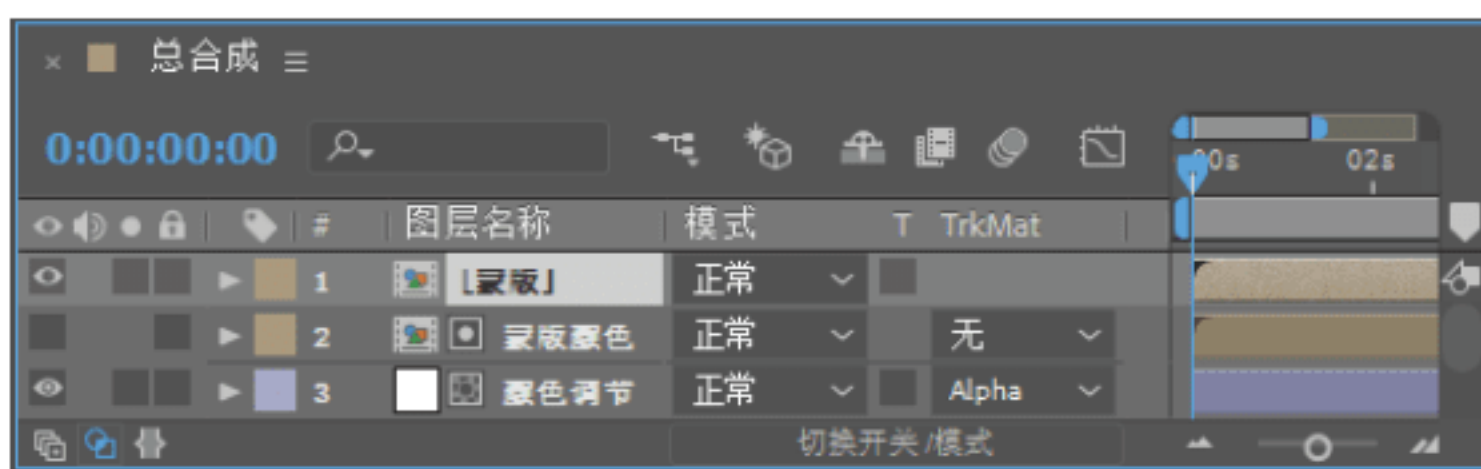 总合成
0:00:00:00
00s 02s
# 图层名称 模式 T TrkMat
1 [蒙版] 正常
2 蒙版颜色 正常 无
3 颜色调节 正常 Alpha
切换开关/模式